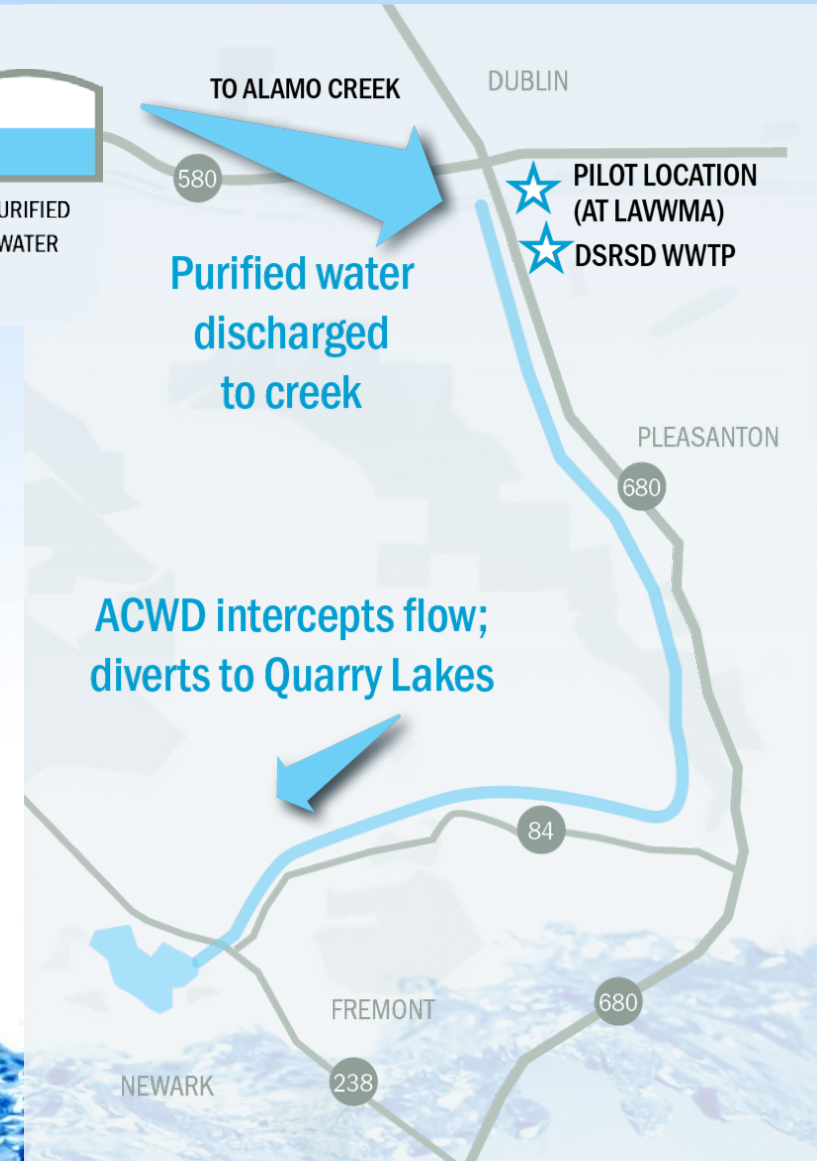 TO ALAMO CREEK
DUBLIN
580
PILOT LOCATION
(AT LAVWMA)
DSRSD WWTP
URIFIED
WATER
Purified water
discharged
to creek
PLEASANTON
680
ACWD intercepts flow;
diverts to Quarry Lakes
84
FREMONT
680
NEWARK
238